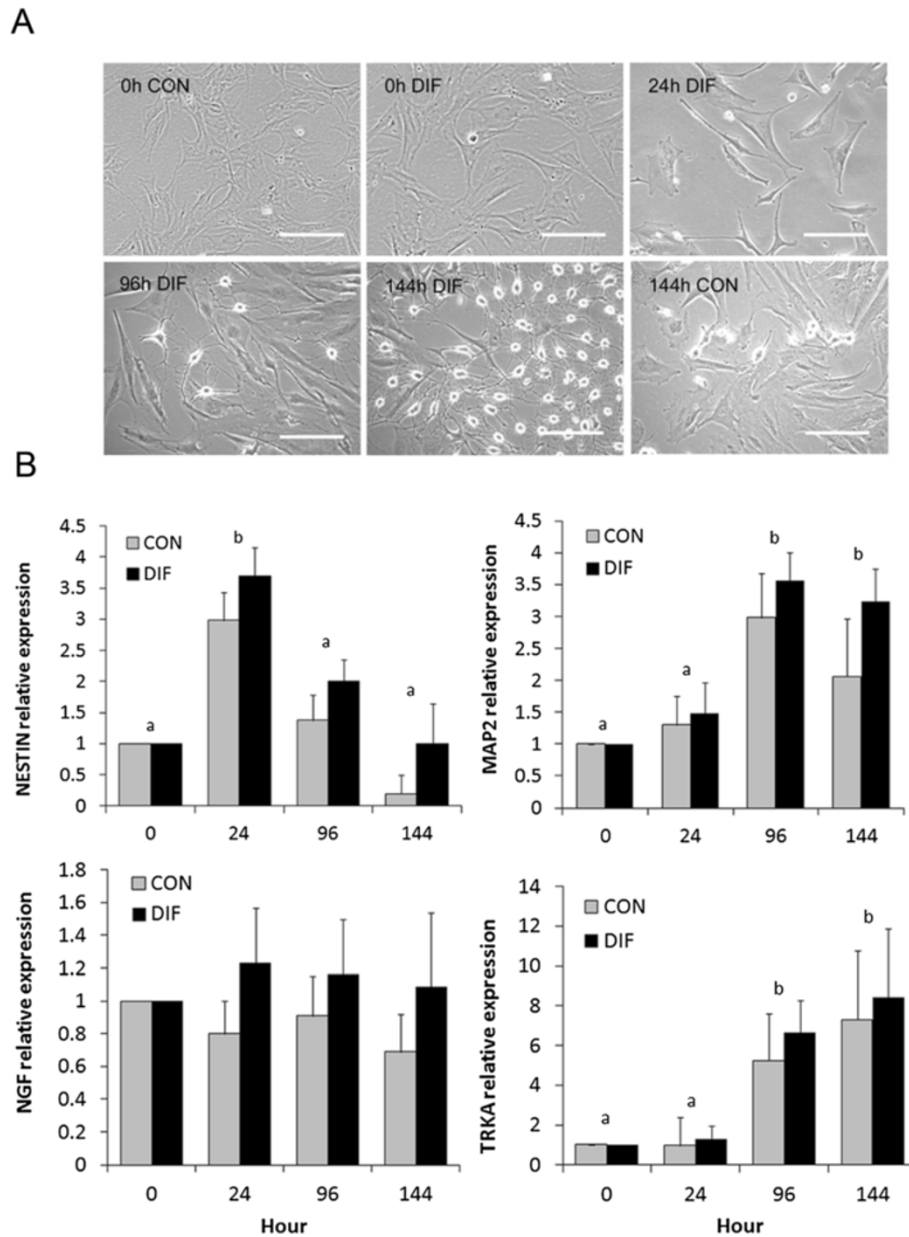 A
0h CON
0h DIF
24h DIF
96h DIF
144h DIF
144h CON
B
NESTIN relative expression
4.5
4
3.5
3
2.5
2
1.5
1
0.5
0
CON
DIF
a
b
a
a
0 24 96 144
MAP2 relative expression
4.5
4
3.5
3
2.5
2
1.5
1
0.5
0
CON
DIF
a
a
b
b
0 24 96 144
NGF relative expression
1.8
1.6
1.4
1.2
1
0.8
0.6
0.4
0.2
0
CON
DIF
0 24 96 144
Hour
TRKA relative expression
14
12
10
8
6
4
2
0
CON
DIF
a
a
b
b
0 24 96 144
Hour